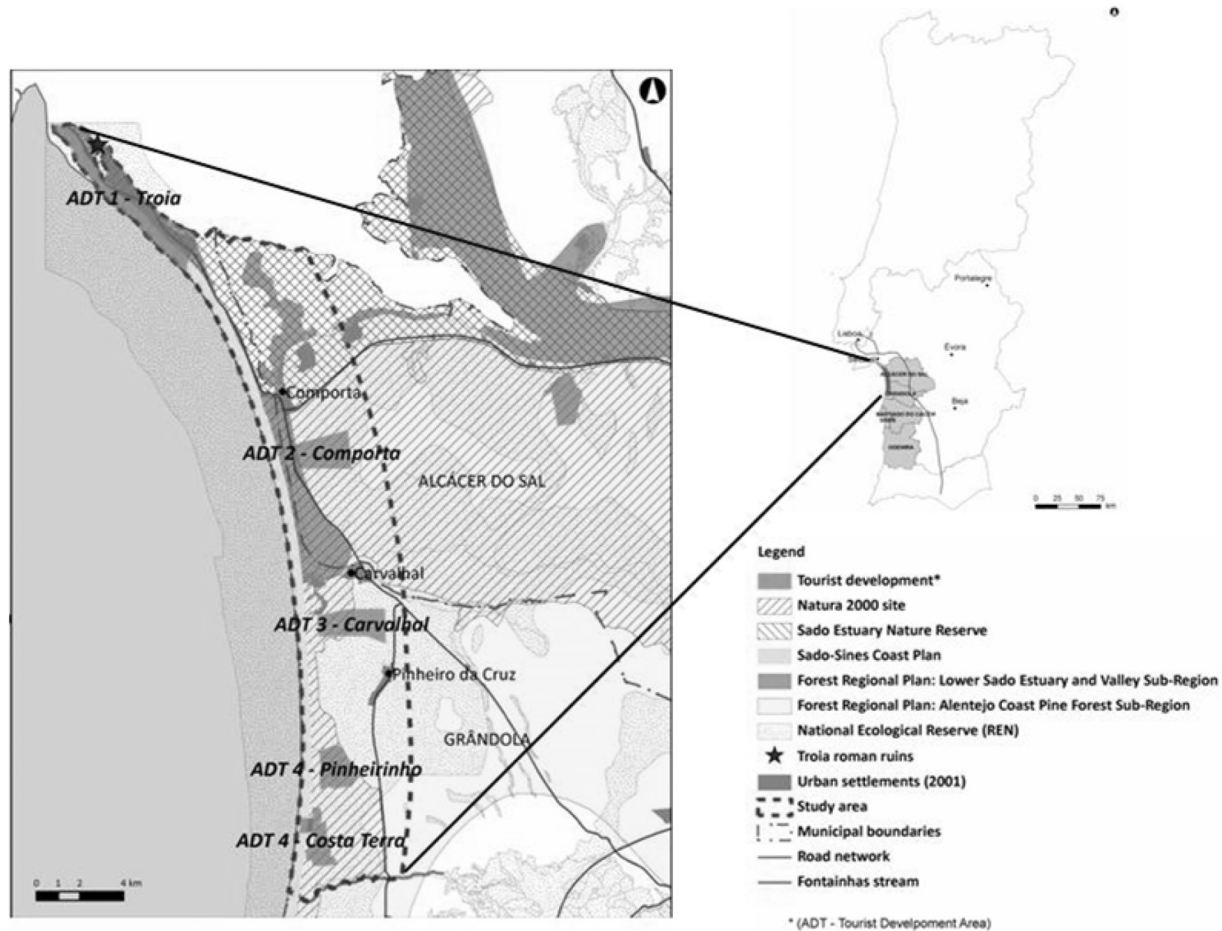 ADT 1 - Troia
Comporta
ADT 2 - Comporta
ALCÁCER DO SAL
Carvalhal
ADT 3 - Carvalhal
Pinheiro da Cruz
GRÂNDOLA
ADT 4 - Pinheirinho
ADT 4 - Costa Terra
0 1 2 4 km
Portalegre
Lisboa
Évora
ALCÁCER DO SAL
Beja
ODEMIRA
0 25 50 75
km
Legend
Tourist development*
Natura 2000 site
Sado Estuary Nature Reserve
Sado-Sines Coast Plan
Forest Regional Plan: Lower Sado Estuary and Valley Sub-Region
Forest Regional Plan: Alentejo Coast Pine Forest Sub-Region
National Ecological Reserve (REN)
Troia roman ruins
Urban settlements (2001)
Study area
Municipal boundaries
Road network
Fontainhas stream
* (ADT - Tourist Develpoment Area)